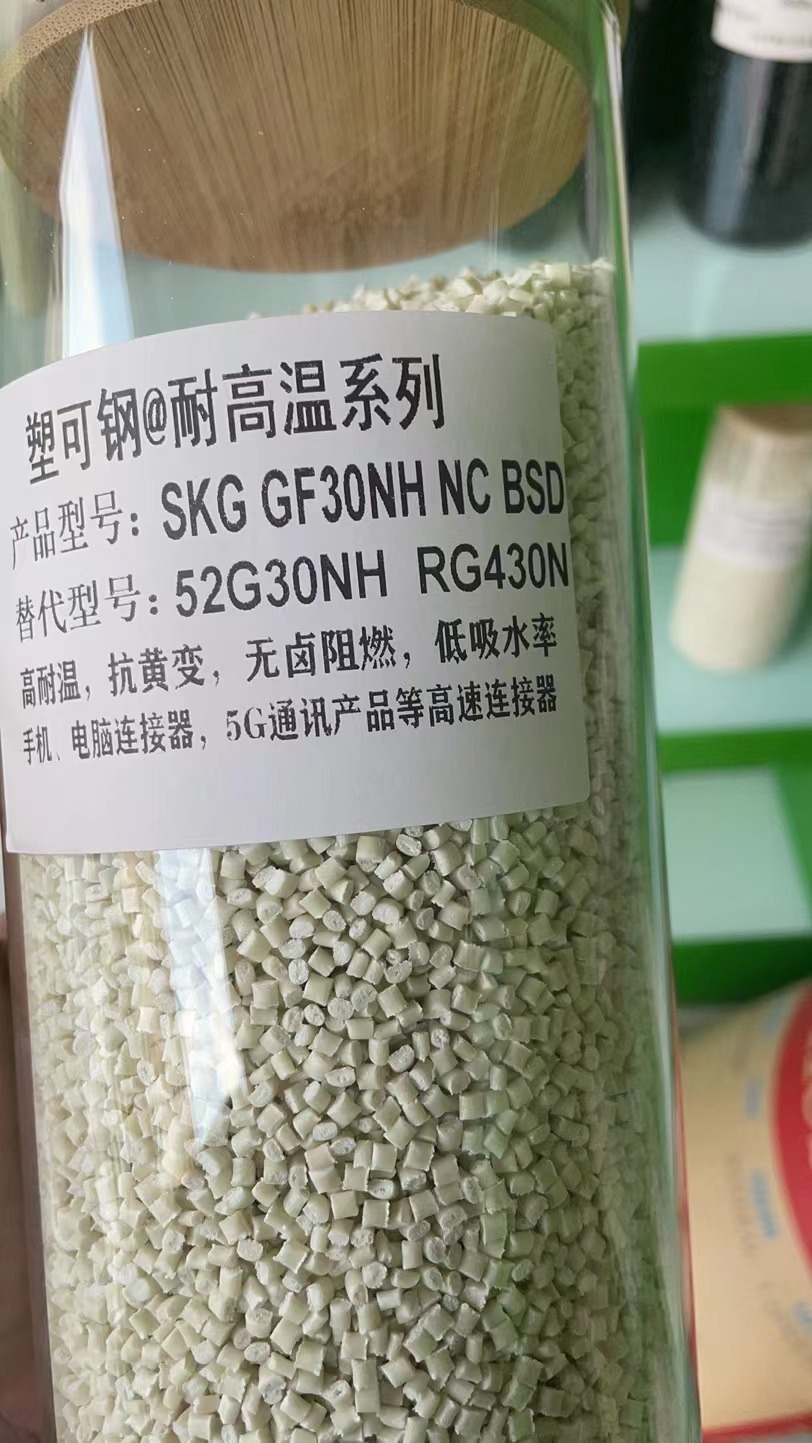 塑可钢@耐高温系列
产品型号：SKG GF30NH NC BSD
替代型号：52G30NH RG430N
高耐温，抗黄变，无卤阻燃，低吸水率
手机、电脑连接器，5G通讯产品等高速连接器